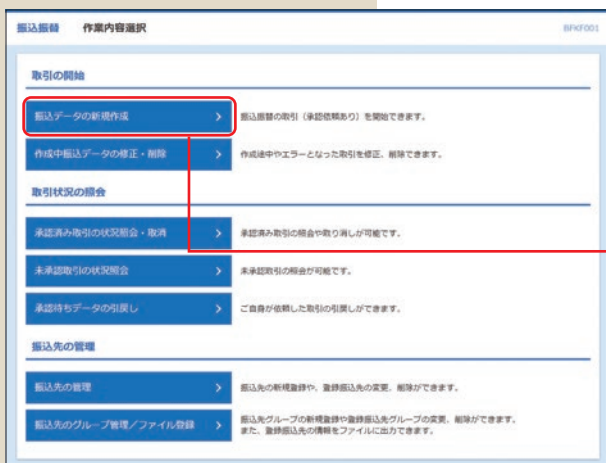 振込振替 作業内容選択 BFKF001
取引の開始
振込データの新規作成
振込振替の取引（承認依頼あり）を開始できます。
作成中振込データの修正・削除
作成途中やエラーとなった取引を修正、削除できます。
取引状況の照会
承認済み取引の状況照会・取消
承認済み取引の照会や取り消しが可能です。
未承認取引の状況照会
未承認取引の照会が可能です。
承認待ちデータの引戻し
ご自身が依頼した取引の引戻しができます。
振込先の管理
振込先の管理
振込先の新規登録や、登録振込先の変更、削除ができます。
振込先のグループ管理／ファイル登録
振込先グループの新規登録や登録振込先グループの変更、削除ができます。
また、登録振込先の情報をファイルに出力できます。